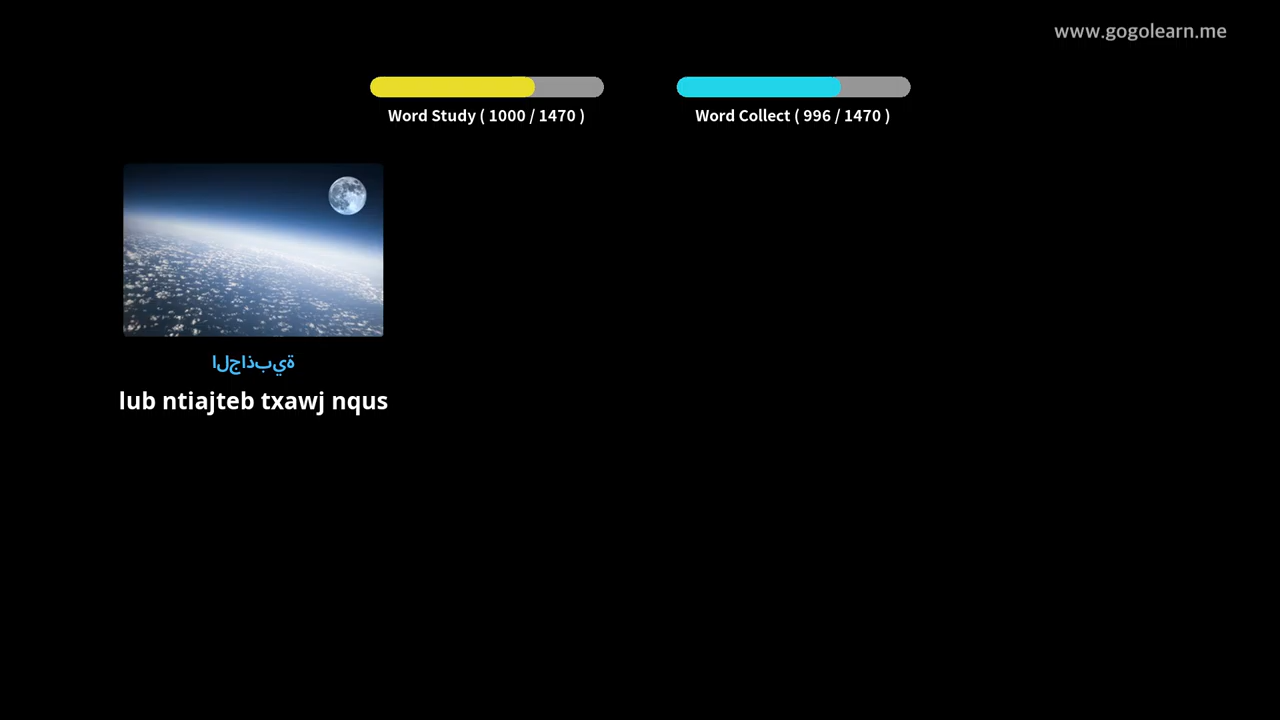 www.gogolearn.me
Word Study ( 1000 / 1470 )
Word Collect ( 996 / 1470 )
الجاذبية
lub ntiajteb txawj nqus